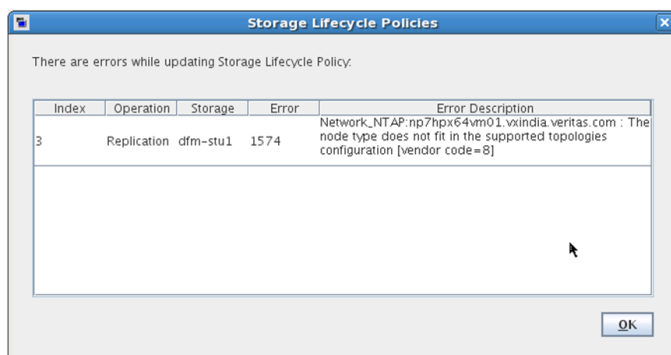 Storage Lifecycle Policies
There are errors while updating Storage Lifecycle Policy:
Index Operation Storage Error Error Description
3 Replication dfm-stu1 1574 Network_NTAP:np7hpx64vm01.vxindia.veritas.com : The
node type does not fit in the supported topologies
configuration [vendor code=8]
OK